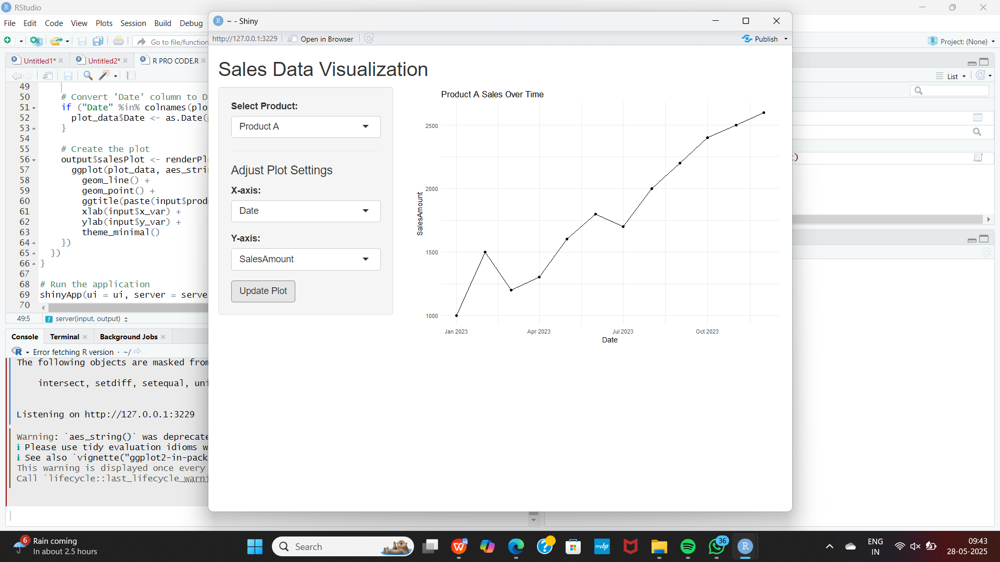 RStudio
File Edit Code View Plots Session Build Debug
Go to file/function
Project: (None)
Untitled1*
Untitled2*
R PRO CODE.R
49
50 # Convert 'Date' column to D
51 if ("Date" %in% colnames(plo
52 plot_data$Date <- as.Date(
53 }
54
55 # Create the plot
56 output$salesPlot <- renderPl
57 ggplot(plot_data, aes_stri
58 geom_line() +
59 geom_point() +
60 ggtitle(paste(input$prod
61 xlab(input$x_var) +
62 ylab(input$y_var) +
63 theme_minimal()
64 })
65 })
66 }
67
68 # Run the application
69 shinyApp(ui = ui, server = serve
70
49:5 server(input, output)
Console Terminal Background Jobs
R Error fetching R version · ~/
The following objects are masked from
intersect, setdiff, setequal, uni
Listening on http://127.0.0.1:3229
Warning: `aes_string()` was deprecate
ℹ Please use tidy evaluation idioms w
ℹ See also `vignette("ggplot2-in-pack
This warning is displayed once every
Call `lifecycle::last_lifecycle_warni
~ - Shiny
http://127.0.0.1:3229 Open in Browser
Publish
Sales Data Visualization
Select Product:
Product A
Adjust Plot Settings
X-axis:
Date
Y-axis:
SalesAmount
Update Plot
Product A Sales Over Time
2500
2000
1500
1000
SalesAmount
Jan 2023 Apr 2023 Jul 2023 Oct 2023
Date
List
t)
6
Rain coming
In about 2.5 hours
Search
myhp
36
ENG
IN
09:43
28-05-2025